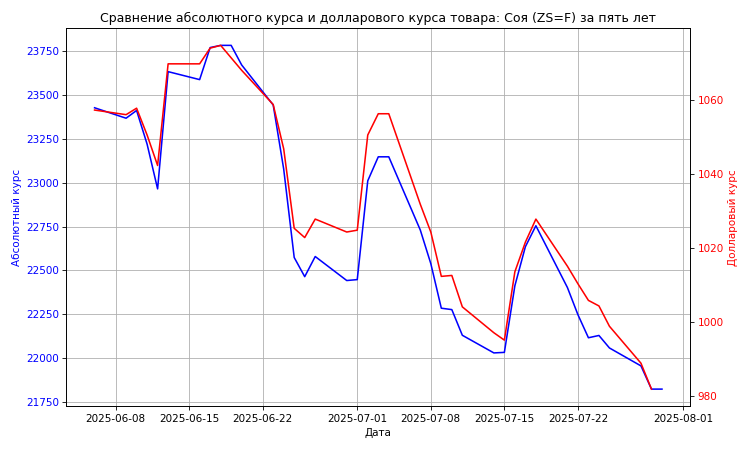 Сравнение абсолютного курса и долларового курса товара: Соя (ZS=F) за пять лет
23750
23500
23250
23000
22750
22500
22250
22000
21750
Абсолютный курс
1060
1040
1020
1000
980
Долларовый курс
2025-06-08 2025-06-15 2025-06-22 2025-07-01 2025-07-08 2025-07-15 2025-07-22 2025-08-01
Дата